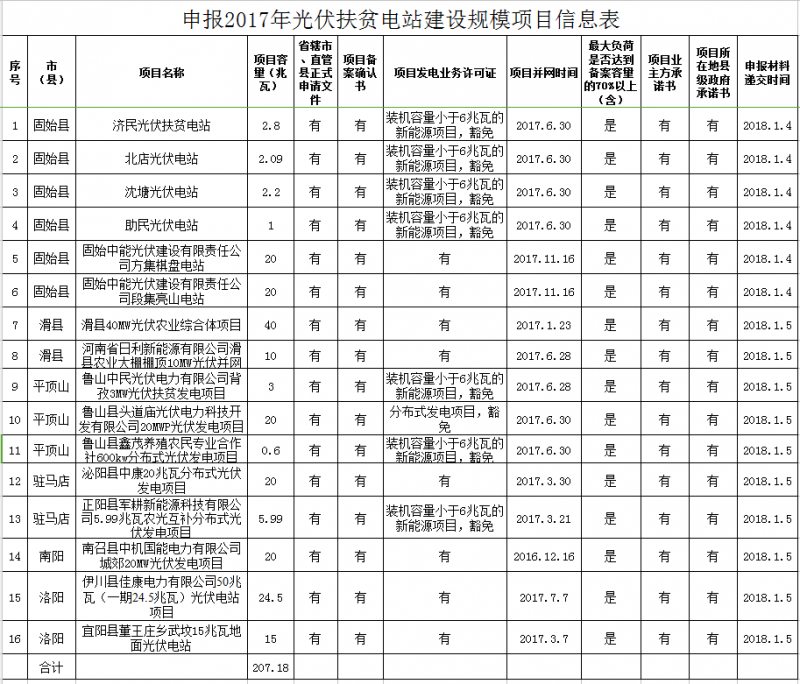 申报2017年光伏扶贫电站建设规模项目信息表
序号 市（县） 项目名称 项目容量（兆瓦） 省辖市、直管县正式申请文件 项目备案确认书 项目发电业务许可证 项目并网时间 最大负荷是否达到备案容量的70%以上（含） 项目业主方承诺书 项目所在地县级政府承诺书 申报材料递交时间
1 固始县 济民光伏扶贫电站 2.8 有 有 装机容量小于6兆瓦的新能源项目，豁免 2017.6.30 是 有 有 2018.1.4
2 固始县 北店光伏电站 2.09 有 有 装机容量小于6兆瓦的新能源项目，豁免 2017.6.30 是 有 有 2018.1.4
3 固始县 沈塘光伏电站 2.2 有 有 装机容量小于6兆瓦的新能源项目，豁免 2017.6.30 是 有 有 2018.1.4
4 固始县 助民光伏电站 1 有 有 装机容量小于6兆瓦的新能源项目，豁免 2017.6.30 是 有 有 2018.1.4
5 固始县 固始中能光伏建设有限责任公司方集棋盘电站 20 有 有 有 2017.11.16 是 有 有 2018.1.4
6 固始县 固始中能光伏建设有限责任公司段集亮山电站 20 有 有 有 2017.11.16 是 有 有 2018.1.4
7 滑县 滑县40MW光伏农业综合体项目 40 有 有 有 2017.1.23 是 有 有 2018.1.5
8 滑县 河南省日利新能源有限公司滑县农业大棚棚顶10MW光伏并网 10 有 有 有 2017.6.28 是 有 有 2018.1.5
9 平顶山 鲁山中民光伏电力有限公司背孜3MW光伏扶贫发电项目 3 有 有 装机容量小于6兆瓦的新能源项目，豁免 2017.6.28 是 有 有 2018.1.5
10 平顶山 鲁山县头道庙光伏电力科技开发有限公司20MWP光伏发电项目 20 有 有 分布式发电项目，豁免 2017.6.30 是 有 有 2018.1.5
11 平顶山 鲁山县鑫茂养殖农民专业合作社600kw分布式光伏发电项目 0.6 有 有 装机容量小于6兆瓦的新能源项目，豁免 2017.6.30 是 有 有 2018.1.5
12 驻马店 泌阳县中康20兆瓦分布式光伏发电项目 20 有 有 有 2017.3.30 是 有 有 2018.1.5
13 驻马店 正阳县军耕新能源科技有限公司5.99兆瓦农光互补分布式光伏发电项目 5.99 有 有 装机容量小于6兆瓦的新能源项目，豁免 2017.3.21 是 有 有 2018.1.5
14 南阳 南召县中机国能电力有限公司城郊20MW光伏发电项目 20 有 有 有 2016.12.16 是 有 有 2018.1.5
15 洛阳 伊川县佳康电力有限公司50兆瓦（一期24.5兆瓦）光伏电站项目 24.5 有 有 有 2017.7.7 是 有 有 2018.1.5
16 洛阳 宜阳县董王庄乡武坟15兆瓦地面光伏电站 15 有 有 有 2017.3.7 是 有 有 2018.1.5
合计 207.18